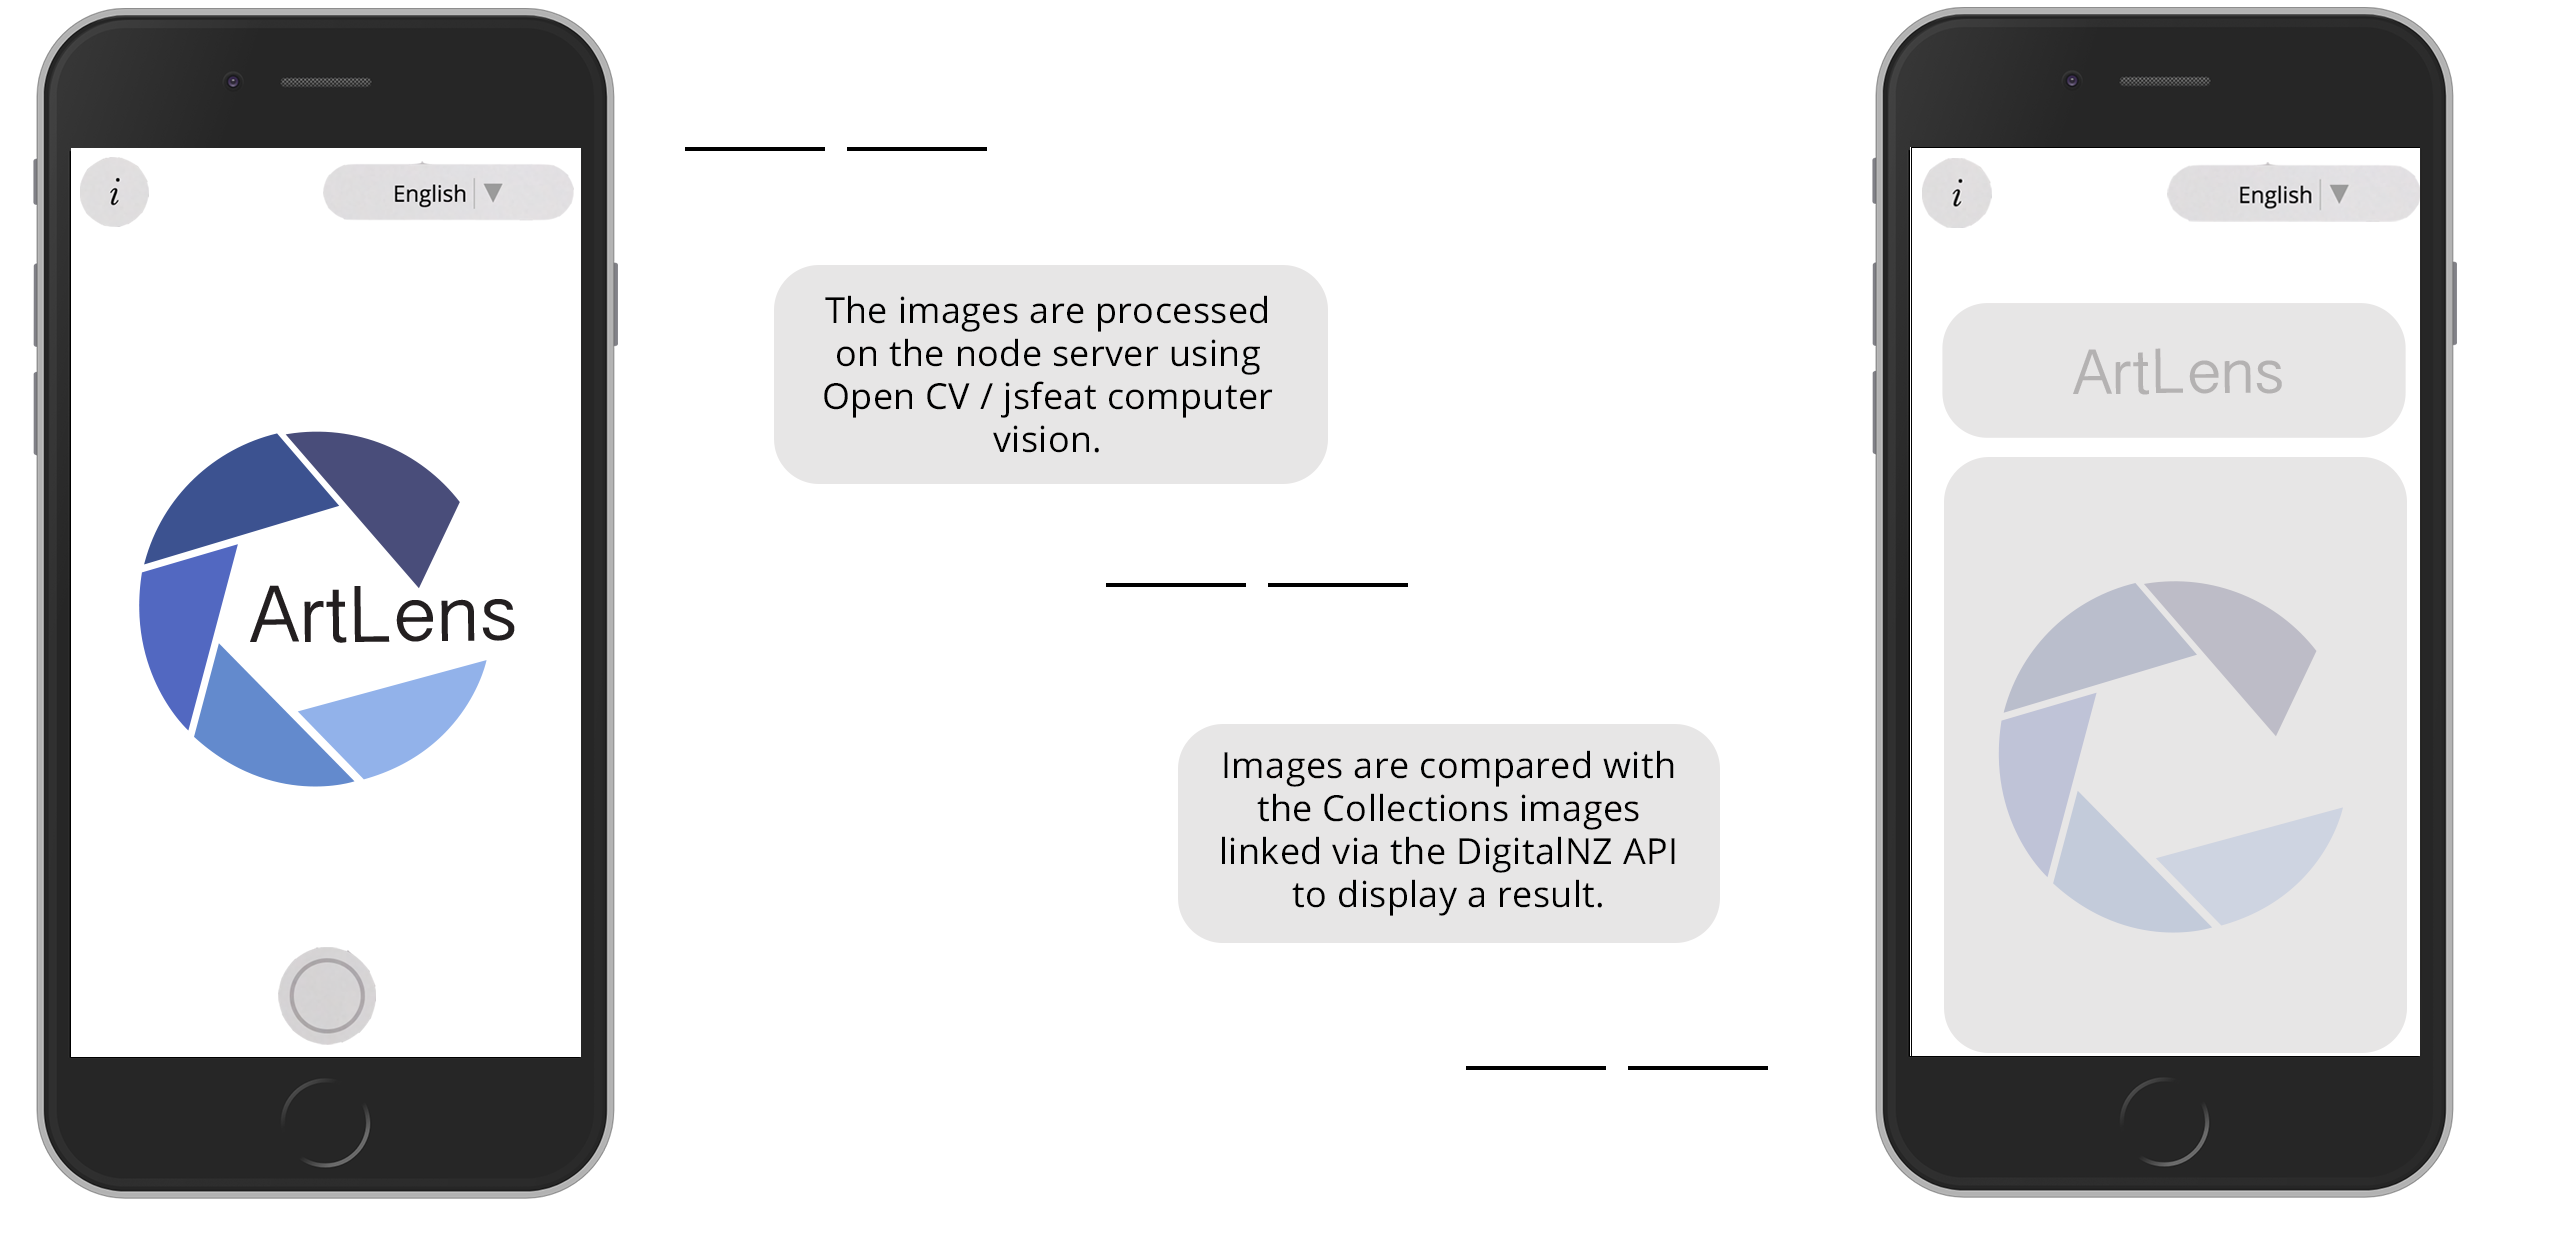 i
English
ArtLens
The images are processed
on the node server using
Open CV / jsfeat computer
vision.
Images are compared with
the Collections images
linked via the DigitalNZ API
to display a result.
i
English
ArtLens